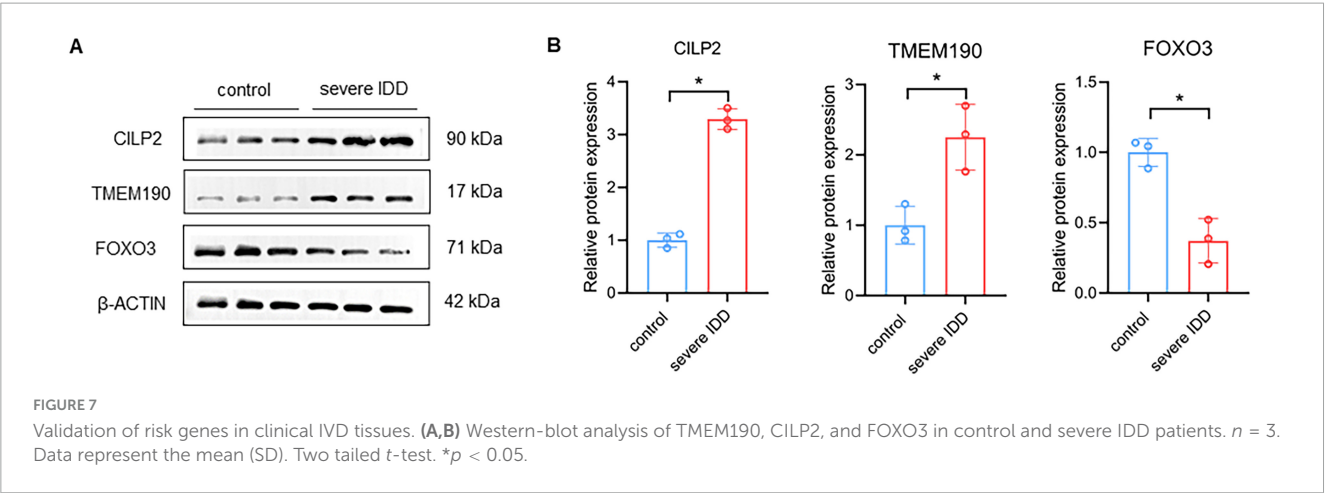 A
control severe IDD
CILP2 90 kDa
TMEM190 17 kDa
FOXO3 71 kDa
β-ACTIN 42 kDa
B
CILP2
Relative protein expression
4
3
2
1
0
*
control
severe IDD
TMEM190
Relative protein expression
3
2
1
0
*
control
severe IDD
FOXO3
Relative protein expression
1.5
1.0
0.5
0.0
*
control
severe IDD
FIGURE 7
Validation of risk genes in clinical IVD tissues. (A,B) Western-blot analysis of TMEM190, CILP2, and FOXO3 in control and severe IDD patients. n = 3.
Data represent the mean (SD). Two tailed t-test. *p < 0.05.